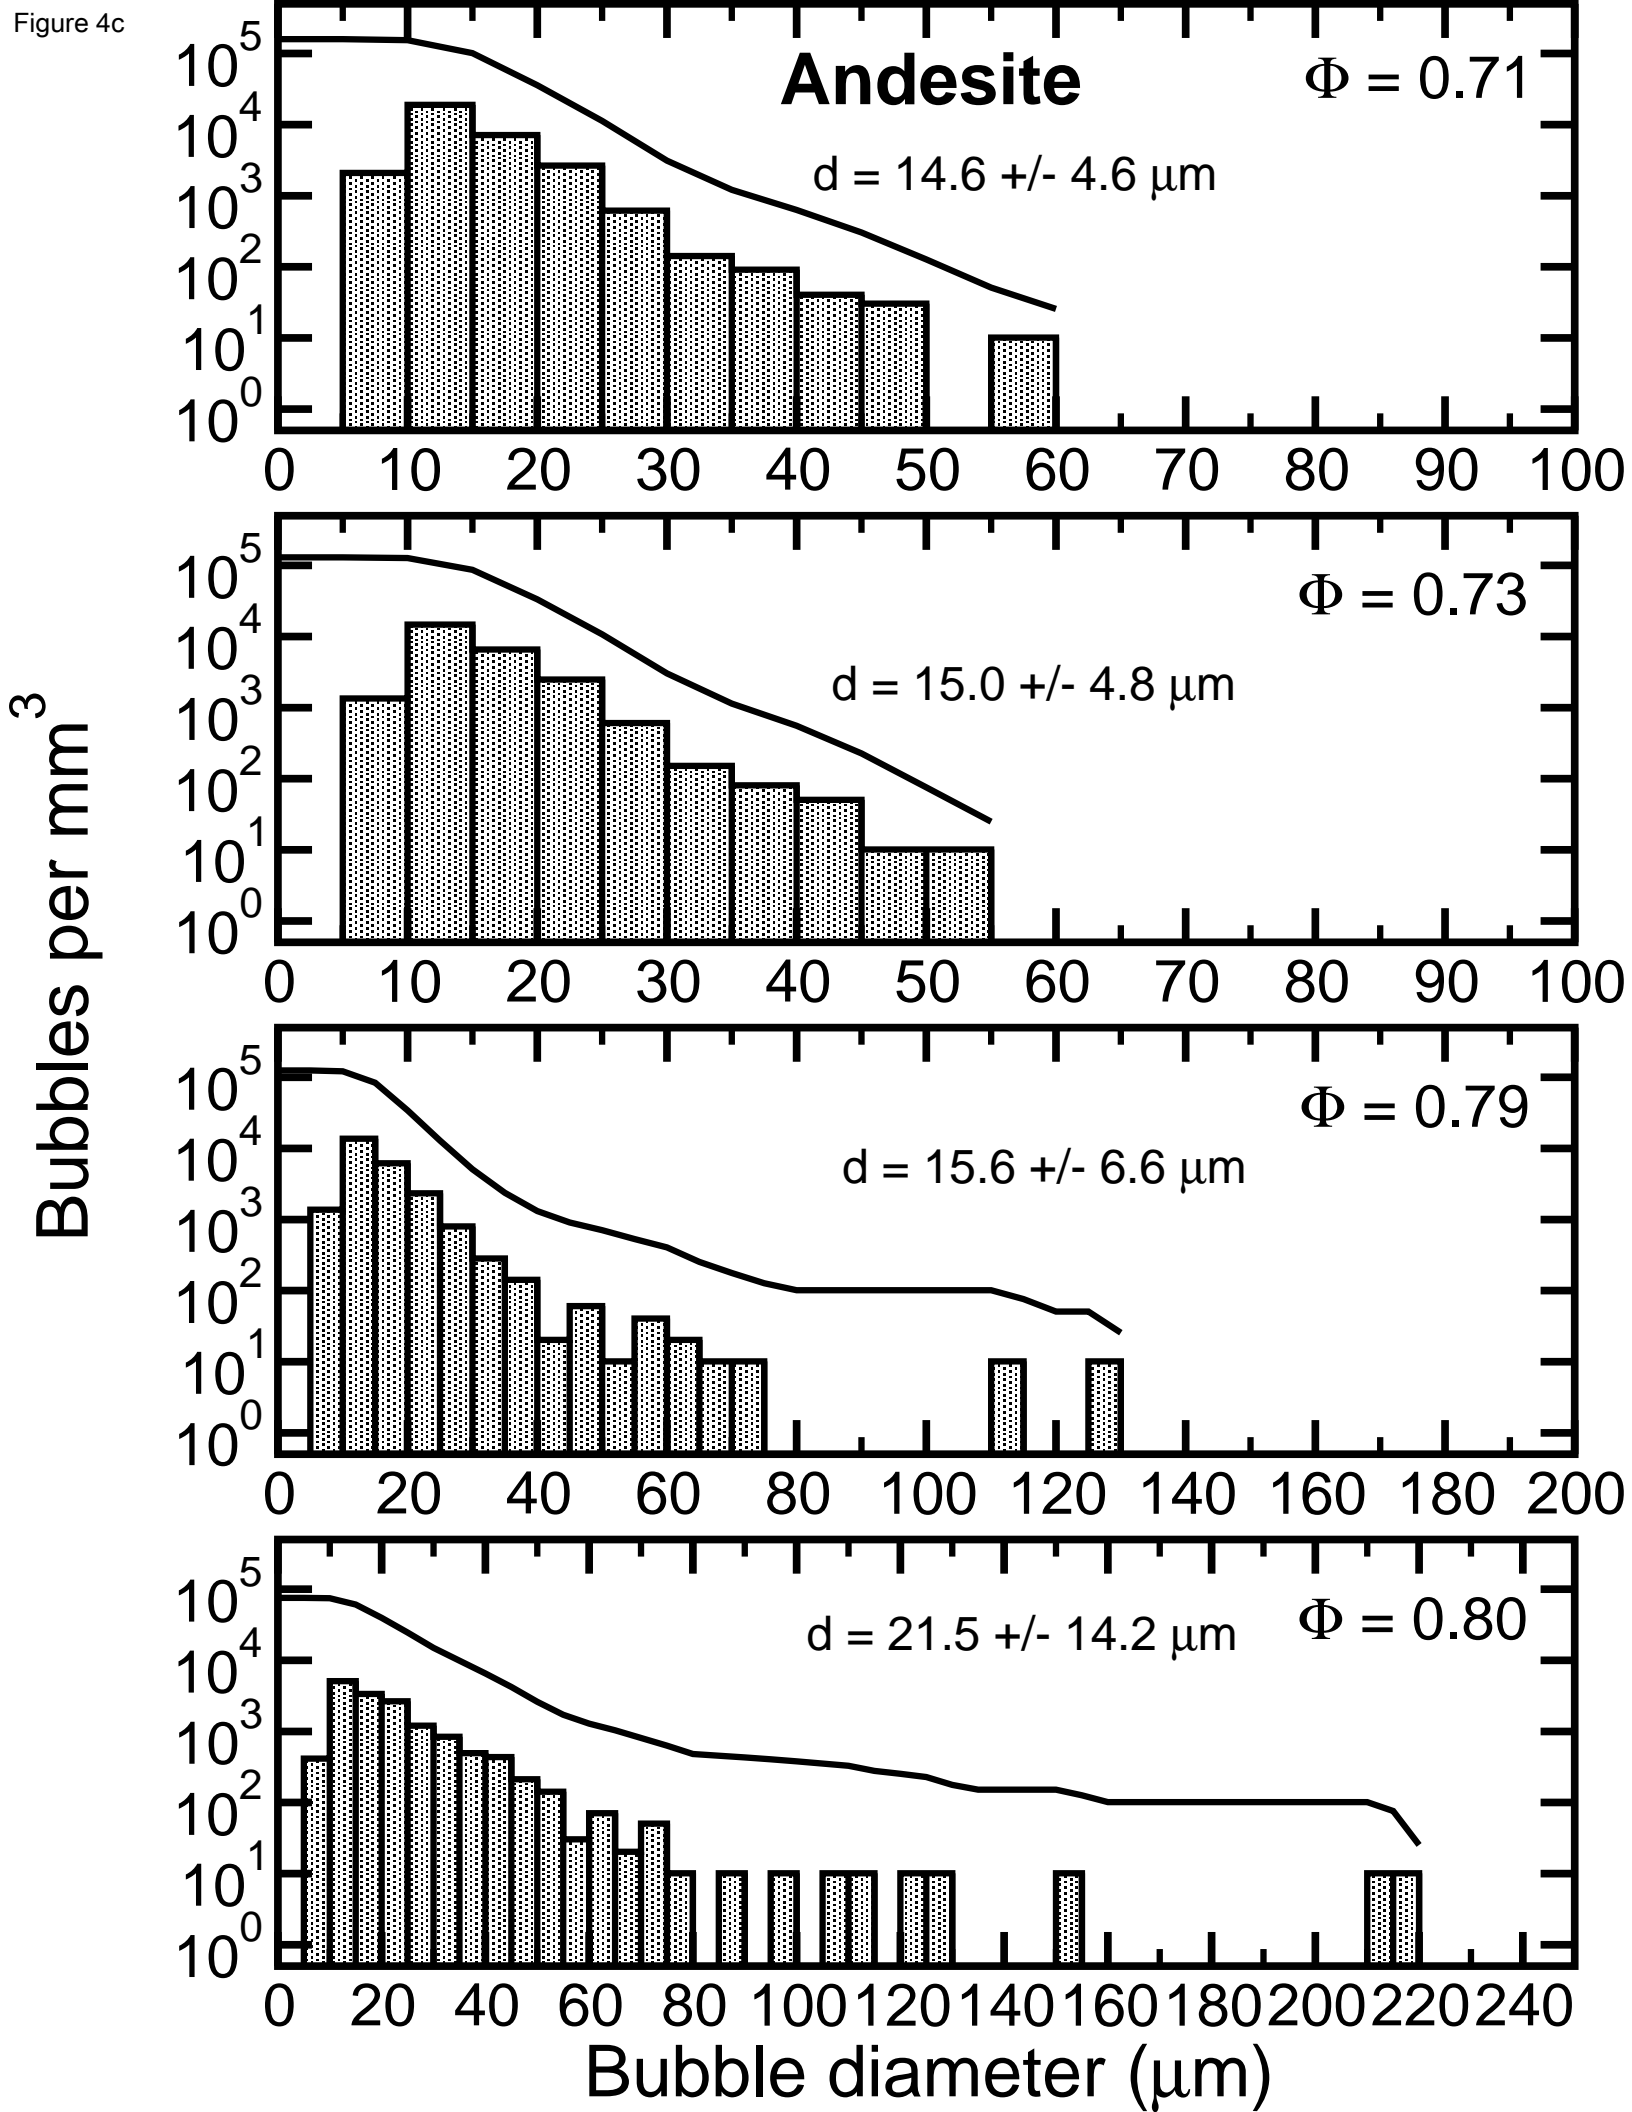 Figure 4c
Andesite
Φ = 0.71
d = 14.6 +/- 4.6 μm
10^5
10^4
10^3
10^2
10^1
10^0
0 10 20 30 40 50 60 70 80 90 100
Φ = 0.73
d = 15.0 +/- 4.8 μm
10^5
10^4
10^3
10^2
10^1
10^0
0 10 20 30 40 50 60 70 80 90 100
Bubbles per mm^3
Φ = 0.79
d = 15.6 +/- 6.6 μm
10^5
10^4
10^3
10^2
10^1
10^0
0 20 40 60 80 100 120 140 160 180 200
Φ = 0.80
d = 21.5 +/- 14.2 μm
10^5
10^4
10^3
10^2
10^1
10^0
0 20 40 60 80 100 120 140 160 180 200 220 240
Bubble diameter (μm)